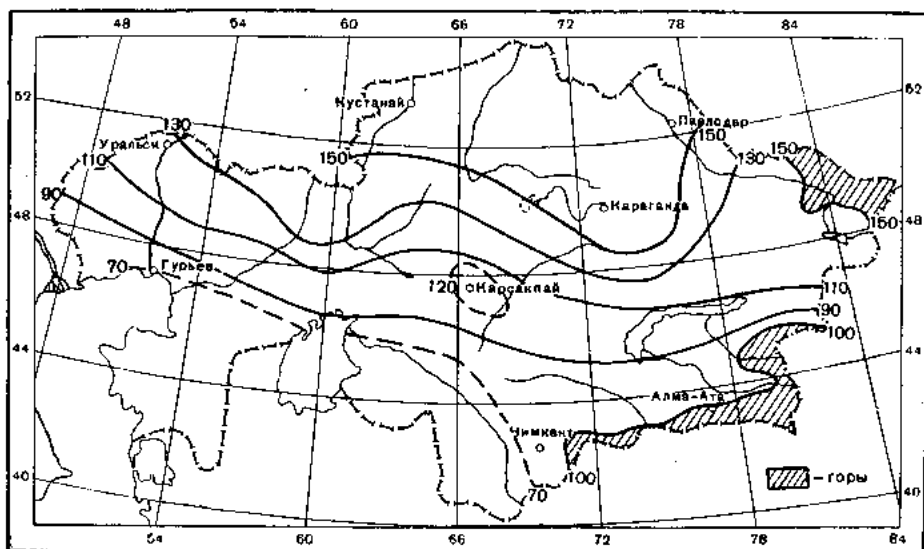 48 54 60 66 72 78 84
52 52
Кустанай
Павлодар
Уральск 130
110 150 150 130 150
90
48 Караганда 48
150
70 Гурьев
120 Карсакпай 110
90
100
44 44
Алма-Ата
Чимкент
40 70 100 - горы 40
54 60 66 72 78 84